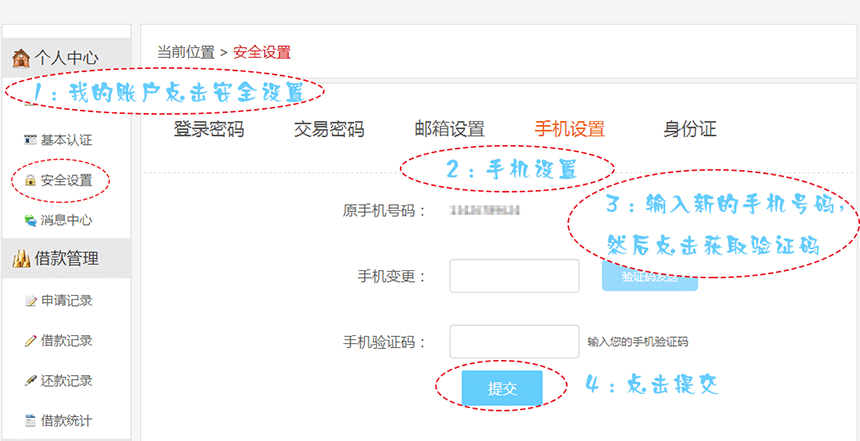 个人中心
当前位置 > 安全设置
1：我的账户点击安全设置
登录密码 交易密码 邮箱设置 手机设置 身份证
基本认证
2：手机设置
安全设置
3：输入新的手机号码，
然后点击获取验证码
原手机号码：
消息中心
借款管理
手机变更：
申请记录
借款记录
手机验证码： 输入您的手机验证码
还款记录
提交
4：点击提交
借款统计